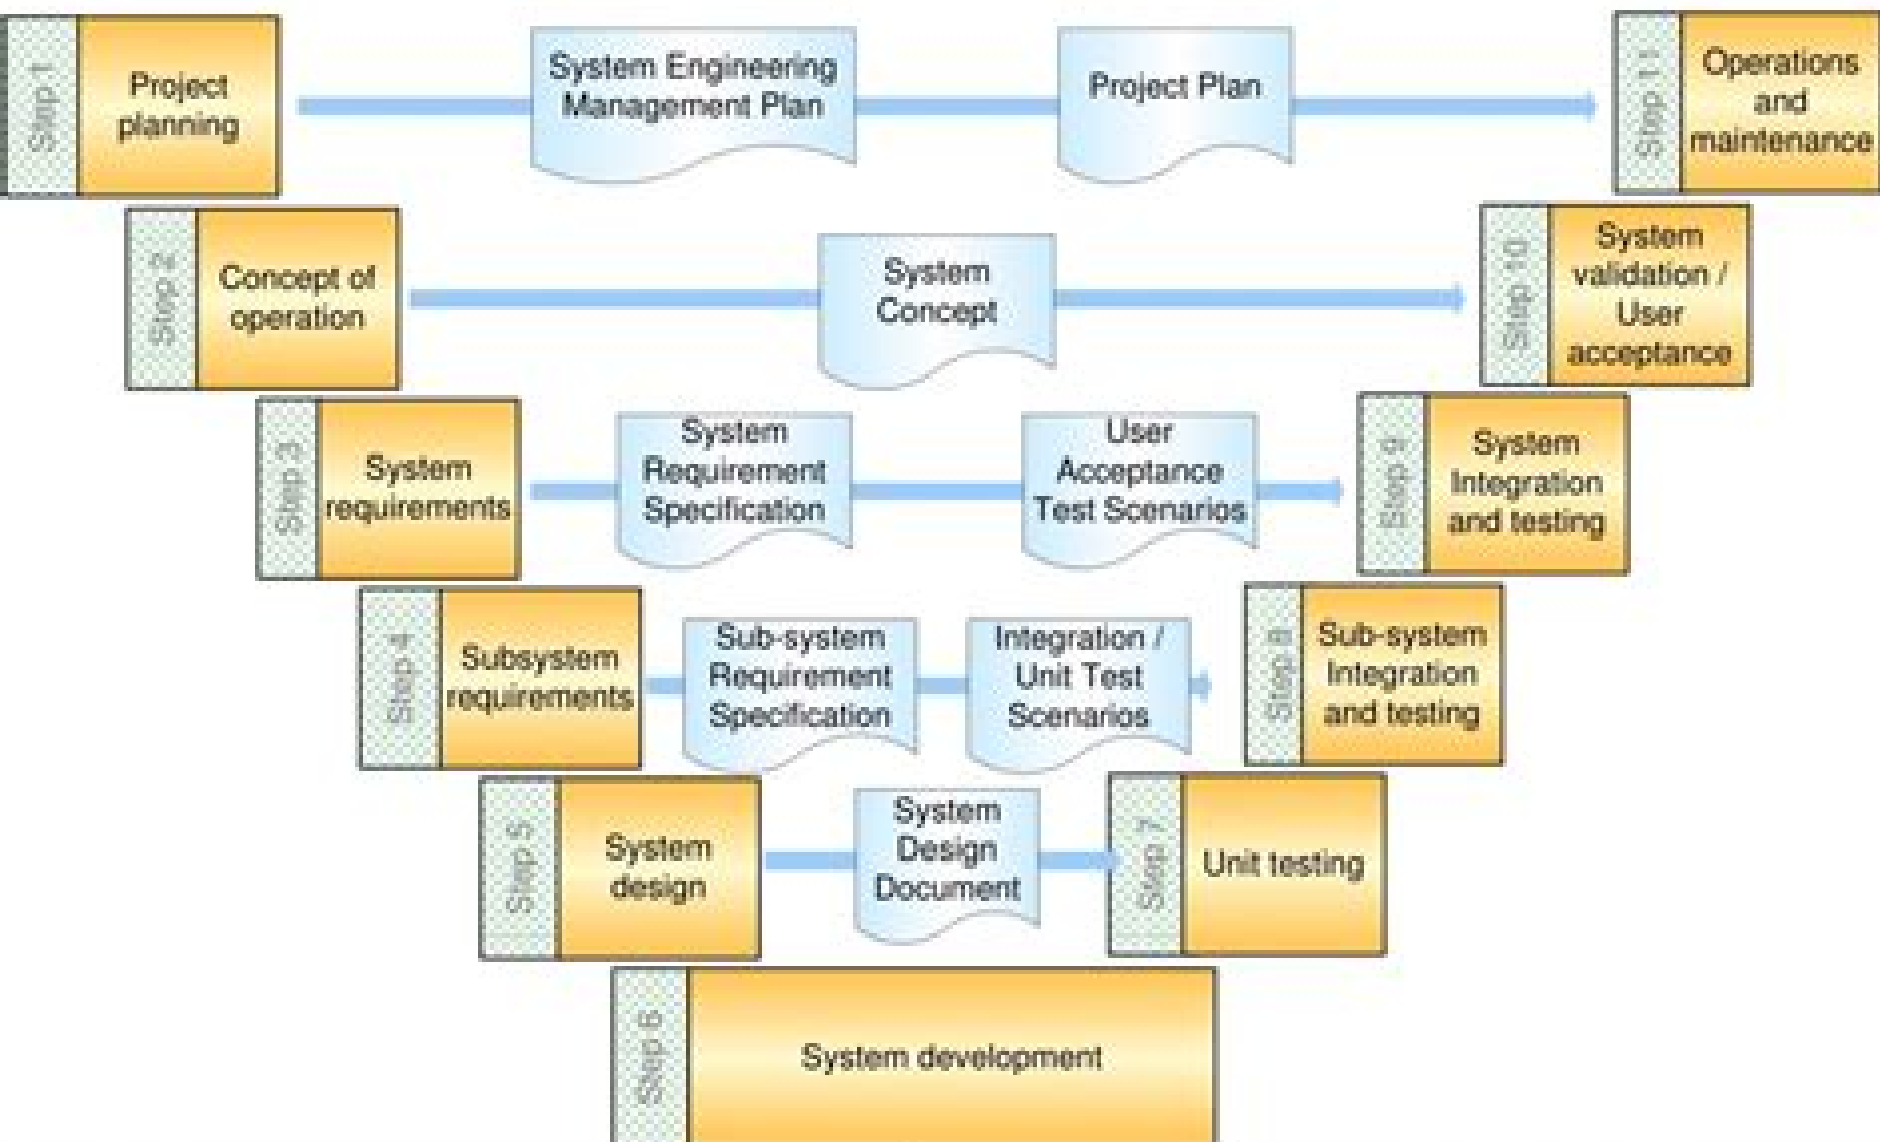 Step 1
Project
planning
System Engineering
Management Plan
Project Plan
Step 11
Operations
and
maintenance
Step 2
Concept of
operation
System
Concept
Step 10
System
validation /
User
acceptance
Step 3
System
requirements
System
Requirement
Specification
User
Acceptance
Test Scenarios
Step 9
System
Integration
and testing
Step 4
Subsystem
requirements
Sub-system
Requirement
Specification
Integration /
Unit Test
Scenarios
Step 8
Sub-system
Integration
and testing
Step 5
System
design
System
Design
Document
Step 7
Unit testing
Step 6
System development